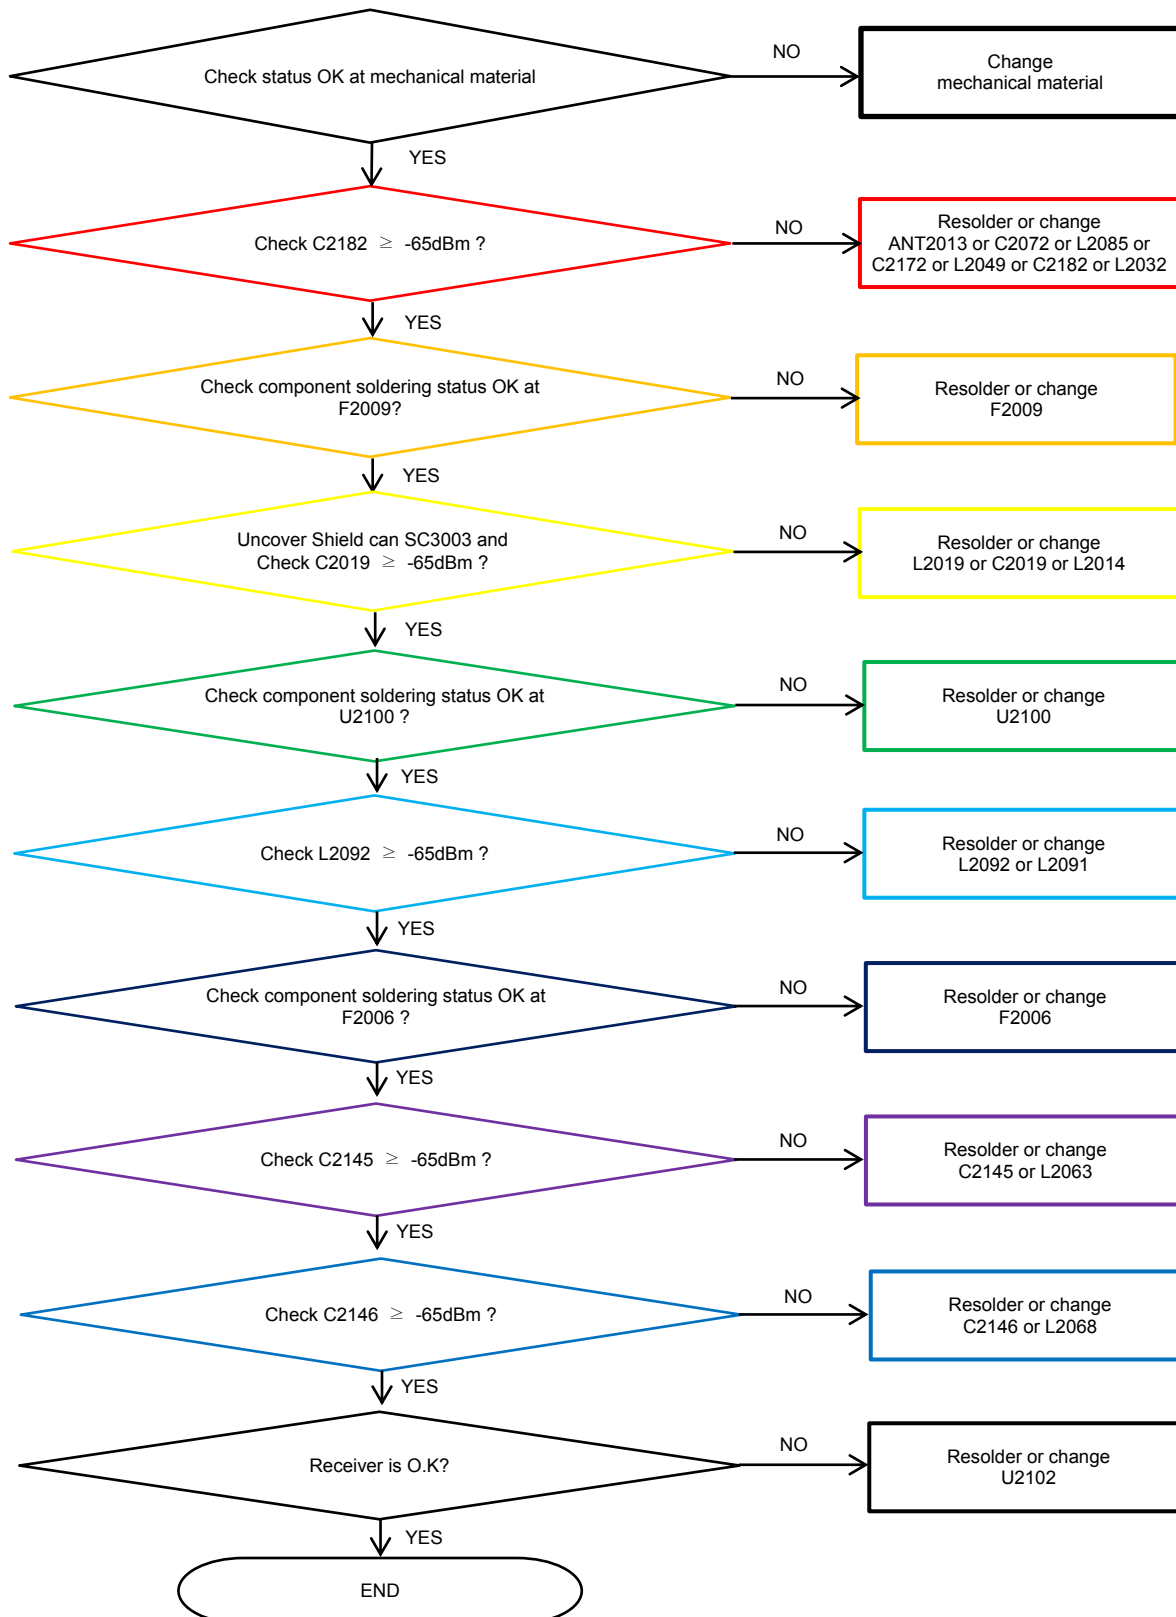 Check status OK at mechanical material
NO
Change
mechanical material
YES
Check C2182 ≥ -65dBm ?
NO
Resolder or change
ANT2013 or C2072 or L2085 or
C2172 or L2049 or C2182 or L2032
YES
Check component soldering status OK at
F2009?
NO
Resolder or change
F2009
YES
Uncover Shield can SC3003 and
Check C2019 ≥ -65dBm ?
NO
Resolder or change
L2019 or C2019 or L2014
YES
Check component soldering status OK at
U2100 ?
NO
Resolder or change
U2100
YES
Check L2092 ≥ -65dBm ?
NO
Resolder or change
L2092 or L2091
YES
Check component soldering status OK at
F2006 ?
NO
Resolder or change
F2006
YES
Check C2145 ≥ -65dBm ?
NO
Resolder or change
C2145 or L2063
YES
Check C2146 ≥ -65dBm ?
NO
Resolder or change
C2146 or L2068
YES
Receiver is O.K?
NO
Resolder or change
U2102
YES
END